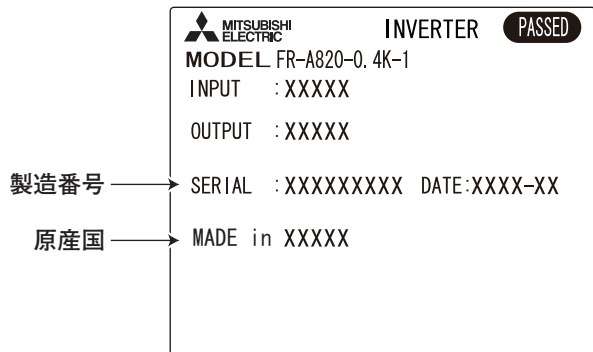 MITSUBISHI ELECTRIC INVERTER PASSED
MODEL FR-A820-0.4K-1
INPUT :XXXXX
OUTPUT :XXXXX
製造番号 SERIAL :XXXXXXXXX DATE:XXXX-XX
原産国 MADE in XXXXX